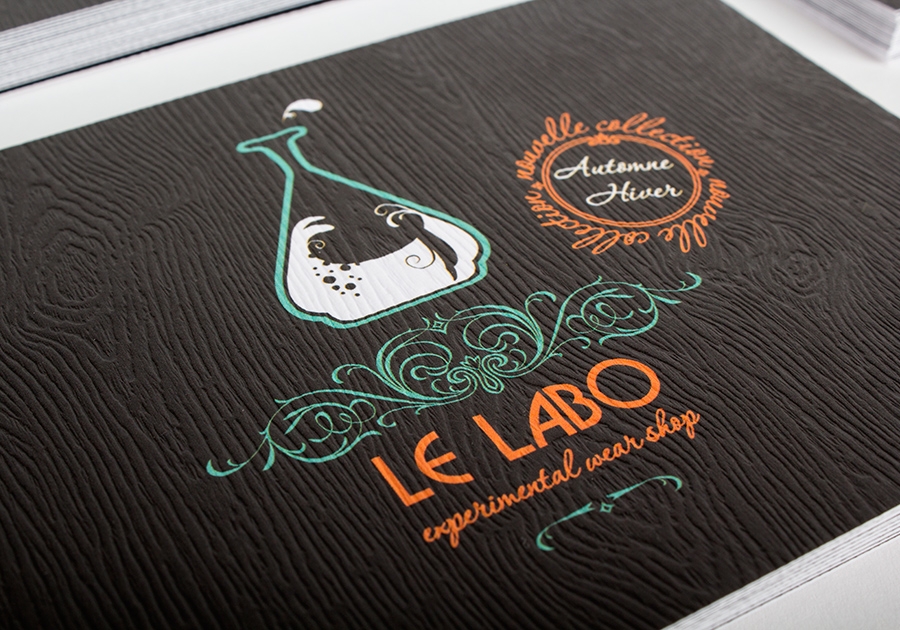 nouvelle collection
nouvelle collection
Automne
Hiver
LE LABO
experimental wear shop